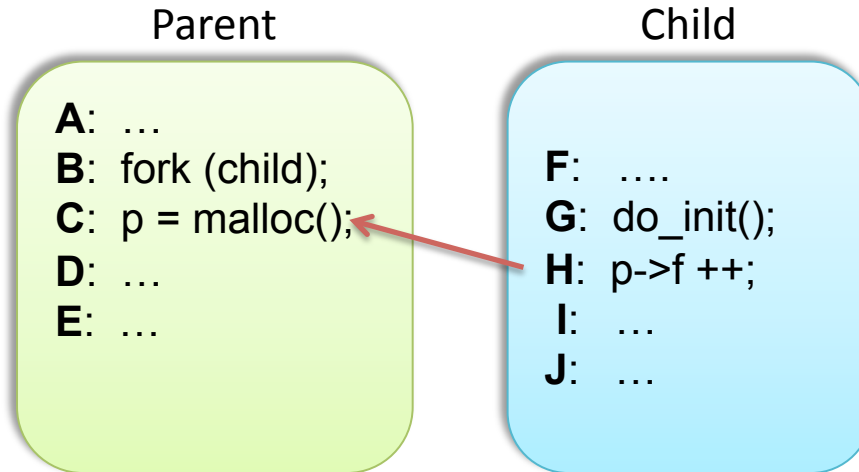 Parent
A: …
B: fork (child);
C: p = malloc();
D: …
E: …
Child
F: ….
G: do_init();
H: p->f ++;
I: …
J: …